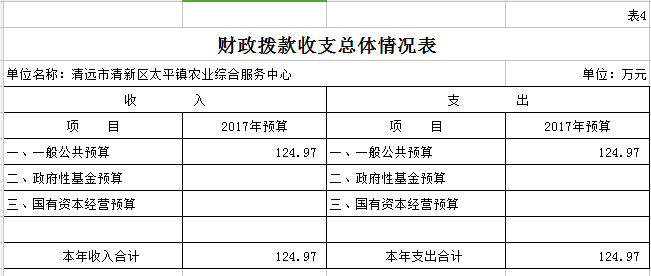 表4
财政拨款收支总体情况表
单位名称：清远市清新区太平镇农业综合服务中心 单位：万元
收 入 支 出
项 目 2017年预算 项 目 2017年预算
一、一般公共预算 124.97 一、一般公共预算 124.97
二、政府性基金预算 二、政府性基金预算
三、国有资本经营预算 三、国有资本经营预算
本年收入合计 124.97 本年支出合计 124.97